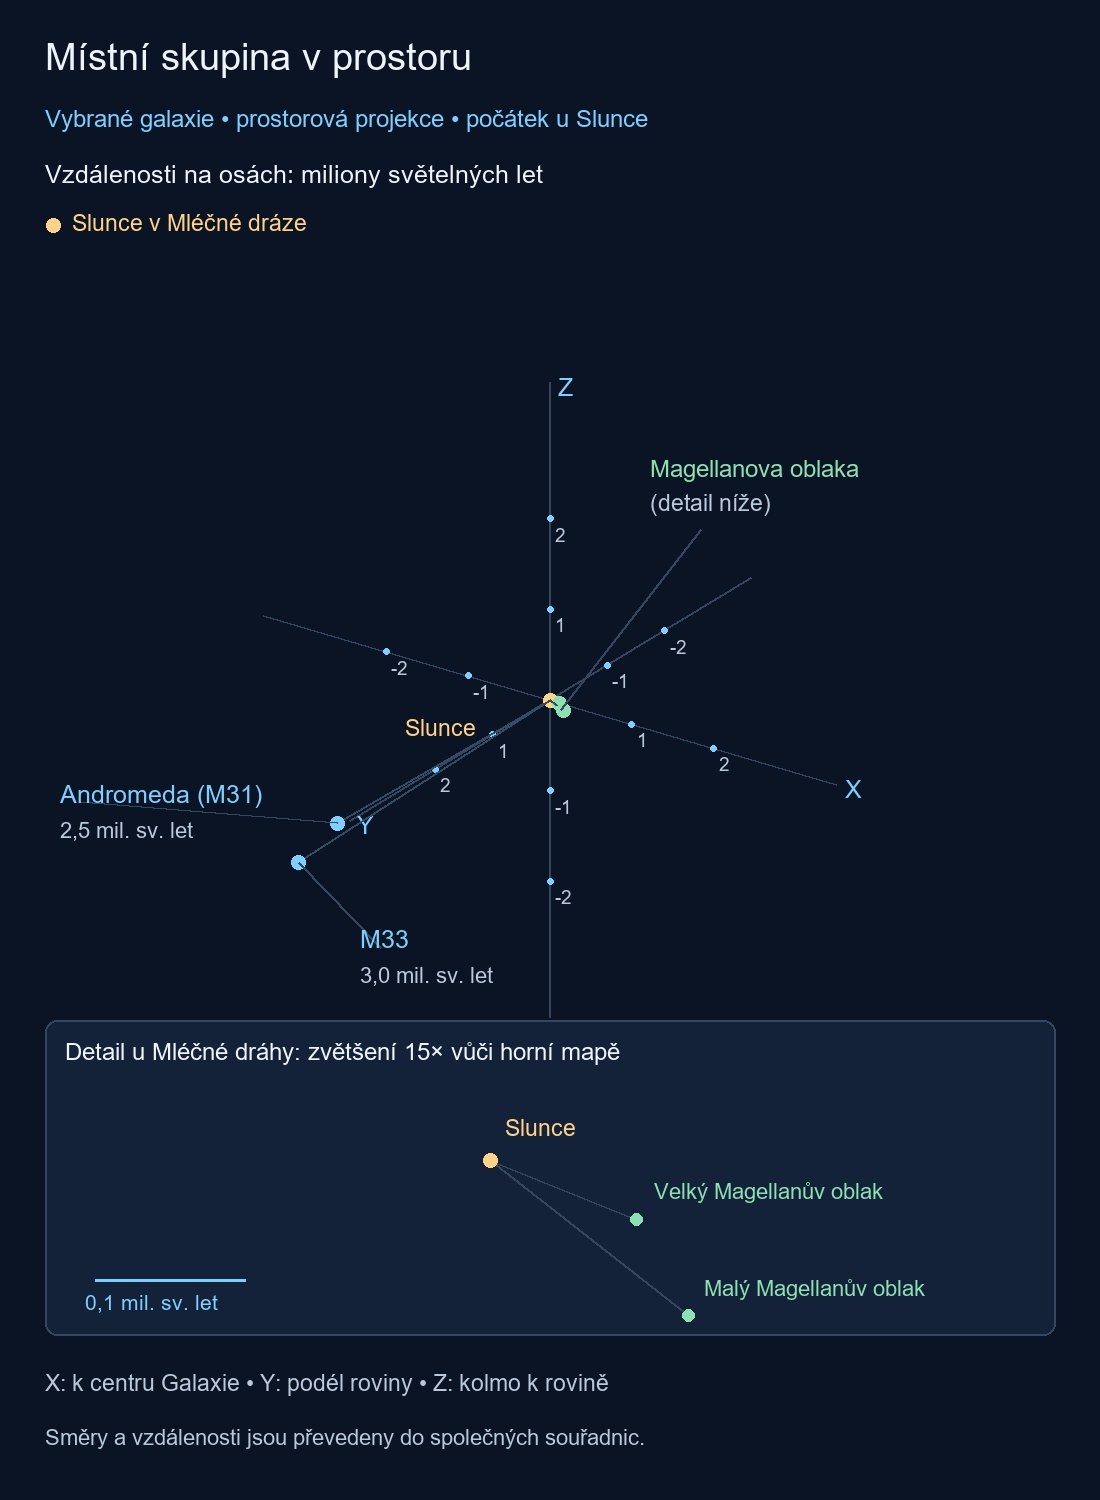 Místní skupina v prostoru
Vybrané galaxie • prostorová projekce • počátek u Slunce
Vzdálenosti na osách: miliony světelných let
Slunce v Mléčné dráze
Z
Magellanova oblaka
(detail níže)
2
1
-2
-1
-2
-1
Slunce
1
1
2
2
X
Andromeda (M31)
2,5 mil. sv. let
Y
-1
-2
M33
3,0 mil. sv. let
Detail u Mléčné dráhy: zvětšení 15× vůči horní mapě
Slunce
Velký Magellanův oblak
Malý Magellanův oblak
0,1 mil. sv. let
X: k centru Galaxie • Y: podél roviny • Z: kolmo k rovině
Směry a vzdálenosti jsou převedeny do společných souřadnic.